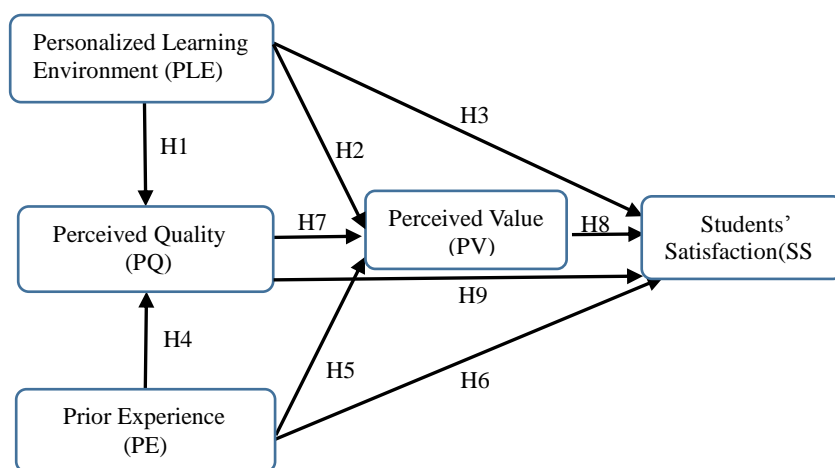 Personalized Learning
Environment (PLE)
H3
H1
H2
Perceived Quality
(PQ)
H7
Perceived Value
(PV)
H8
Students’
Satisfaction(SS
H9
H4
H5
H6
Prior Experience
(PE)